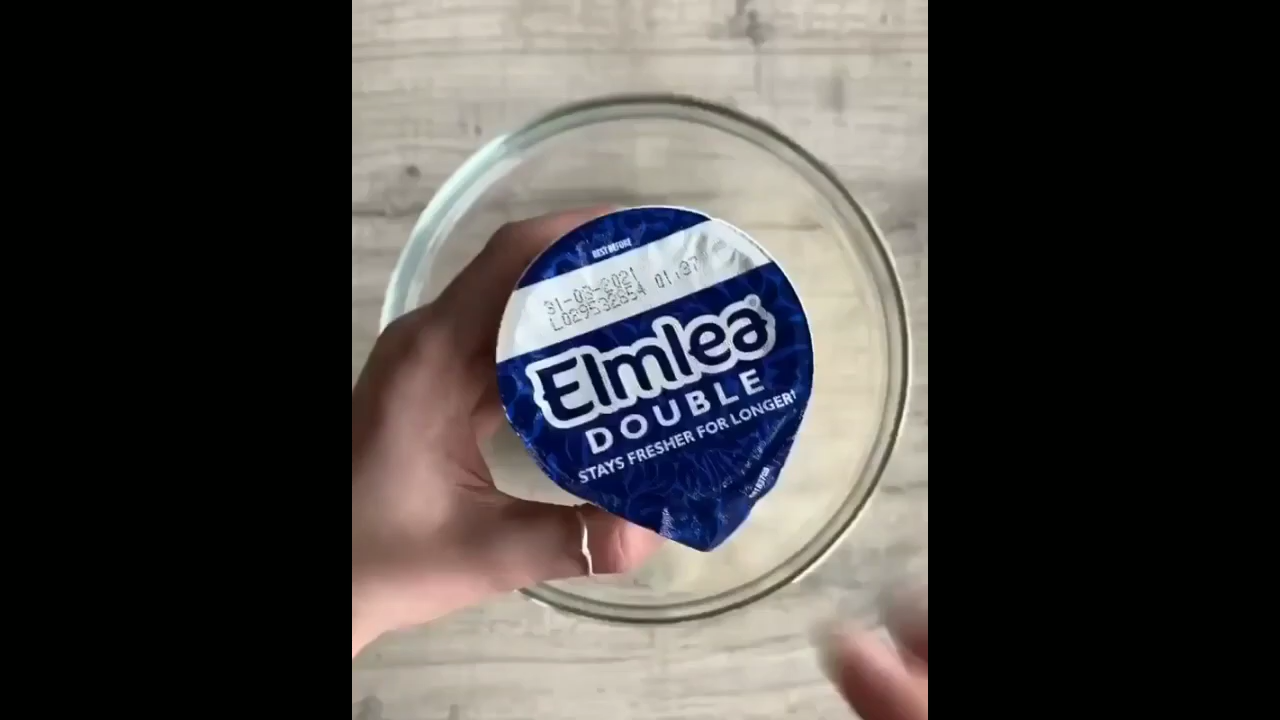 BEST BEFORE
31-03-2021
L029532854 01:37
Elmlea
DOUBLE
STAYS FRESHER FOR LONGER!